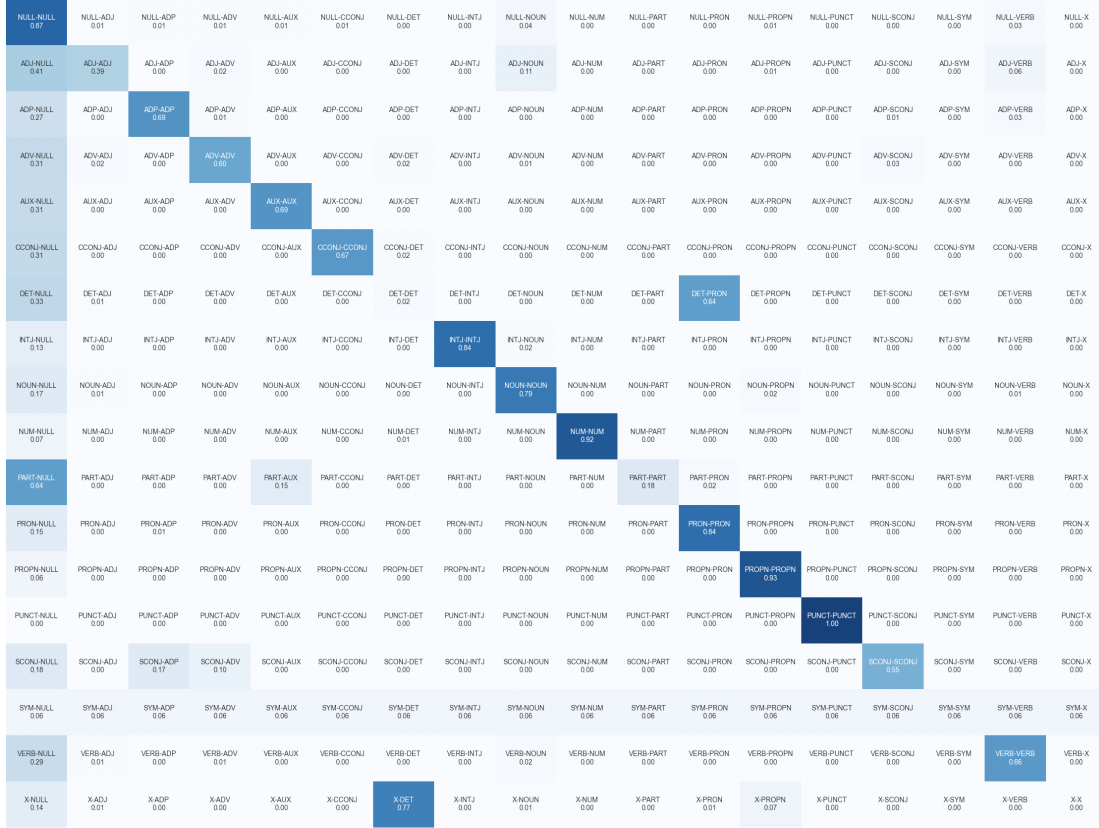 NULL-NULL NULL-ADJ NULL-ADP NULL-ADV NULL-AUX NULL-CCONJ NULL-DET NULL-INTJ NULL-NOUN NULL-NUM NULL-PART NULL-PRON NULL-PROPN NULL-PUNCT NULL-SCONJ NULL-SYM NULL-VERB NULL-X
0.87 0.01 0.01 0.01 0.01 0.01 0.00 0.00 0.04 0.00 0.00 0.01 0.01 0.00 0.00 0.00 0.03 0.00
ADJ-NULL ADJ-ADJ ADJ-ADP ADJ-ADV ADJ-AUX ADJ-CCONJ ADJ-DET ADJ-INTJ ADJ-NOUN ADJ-NUM ADJ-PART ADJ-PRON ADJ-PROPN ADJ-PUNCT ADJ-SCONJ ADJ-SYM ADJ-VERB ADJ-X
0.41 0.39 0.00 0.02 0.00 0.00 0.00 0.00 0.11 0.00 0.00 0.00 0.01 0.00 0.00 0.00 0.06 0.00
ADP-NULL ADP-ADJ ADP-ADP ADP-ADV ADP-AUX ADP-CCONJ ADP-DET ADP-INTJ ADP-NOUN ADP-NUM ADP-PART ADP-PRON ADP-PROPN ADP-PUNCT ADP-SCONJ ADP-SYM ADP-VERB ADP-X
0.27 0.00 0.69 0.01 0.00 0.00 0.00 0.00 0.00 0.00 0.00 0.00 0.00 0.00 0.01 0.00 0.03 0.00
ADV-NULL ADV-ADJ ADV-ADP ADV-ADV ADV-AUX ADV-CCONJ ADV-DET ADV-INTJ ADV-NOUN ADV-NUM ADV-PART ADV-PRON ADV-PROPN ADV-PUNCT ADV-SCONJ ADV-SYM ADV-VERB ADV-X
0.31 0.02 0.00 0.60 0.00 0.00 0.02 0.00 0.01 0.00 0.00 0.00 0.00 0.00 0.03 0.00 0.00 0.00
AUX-NULL AUX-ADJ AUX-ADP AUX-ADV AUX-AUX AUX-CCONJ AUX-DET AUX-INTJ AUX-NOUN AUX-NUM AUX-PART AUX-PRON AUX-PROPN AUX-PUNCT AUX-SCONJ AUX-SYM AUX-VERB AUX-X
0.31 0.00 0.00 0.00 0.69 0.00 0.00 0.00 0.00 0.00 0.00 0.00 0.00 0.00 0.00 0.00 0.00 0.00
CCONJ-NULL CCONJ-ADJ CCONJ-ADP CCONJ-ADV CCONJ-AUX CCONJ-CCONJ CCONJ-DET CCONJ-INTJ CCONJ-NOUN CCONJ-NUM CCONJ-PART CCONJ-PRON CCONJ-PROPN CCONJ-PUNCT CCONJ-SCONJ CCONJ-SYM CCONJ-VERB CCONJ-X
0.31 0.00 0.00 0.00 0.00 0.67 0.02 0.00 0.00 0.00 0.00 0.00 0.00 0.00 0.00 0.00 0.00 0.00
DET-NULL DET-ADJ DET-ADP DET-ADV DET-AUX DET-CCONJ DET-DET DET-INTJ DET-NOUN DET-NUM DET-PART DET-PRON DET-PROPN DET-PUNCT DET-SCONJ DET-SYM DET-VERB DET-X
0.33 0.01 0.00 0.00 0.00 0.00 0.02 0.00 0.00 0.00 0.00 0.64 0.00 0.00 0.00 0.00 0.00 0.00
INTJ-NULL INTJ-ADJ INTJ-ADP INTJ-ADV INTJ-AUX INTJ-CCONJ INTJ-DET INTJ-INTJ INTJ-NOUN INTJ-NUM INTJ-PART INTJ-PRON INTJ-PROPN INTJ-PUNCT INTJ-SCONJ INTJ-SYM INTJ-VERB INTJ-X
0.13 0.00 0.00 0.00 0.00 0.00 0.00 0.84 0.02 0.00 0.00 0.00 0.00 0.00 0.00 0.00 0.00 0.00
NOUN-NULL NOUN-ADJ NOUN-ADP NOUN-ADV NOUN-AUX NOUN-CCONJ NOUN-DET NOUN-INTJ NOUN-NOUN NOUN-NUM NOUN-PART NOUN-PRON NOUN-PROPN NOUN-PUNCT NOUN-SCONJ NOUN-SYM NOUN-VERB NOUN-X
0.17 0.01 0.00 0.00 0.00 0.00 0.00 0.00 0.79 0.00 0.00 0.00 0.02 0.00 0.00 0.00 0.01 0.00
NUM-NULL NUM-ADJ NUM-ADP NUM-ADV NUM-AUX NUM-CCONJ NUM-DET NUM-INTJ NUM-NOUN NUM-NUM NUM-PART NUM-PRON NUM-PROPN NUM-PUNCT NUM-SCONJ NUM-SYM NUM-VERB NUM-X
0.07 0.00 0.00 0.00 0.00 0.00 0.01 0.00 0.00 0.92 0.00 0.00 0.00 0.00 0.00 0.00 0.00 0.00
PART-NULL PART-ADJ PART-ADP PART-ADV PART-AUX PART-CCONJ PART-DET PART-INTJ PART-NOUN PART-NUM PART-PART PART-PRON PART-PROPN PART-PUNCT PART-SCONJ PART-SYM PART-VERB PART-X
0.64 0.00 0.00 0.00 0.15 0.00 0.00 0.00 0.00 0.00 0.18 0.02 0.00 0.00 0.00 0.00 0.00 0.00
PRON-NULL PRON-ADJ PRON-ADP PRON-ADV PRON-AUX PRON-CCONJ PRON-DET PRON-INTJ PRON-NOUN PRON-NUM PRON-PART PRON-PRON PRON-PROPN PRON-PUNCT PRON-SCONJ PRON-SYM PRON-VERB PRON-X
0.15 0.00 0.01 0.00 0.00 0.00 0.00 0.00 0.00 0.00 0.00 0.84 0.00 0.00 0.00 0.00 0.00 0.00
PROPN-NULL PROPN-ADJ PROPN-ADP PROPN-ADV PROPN-AUX PROPN-CCONJ PROPN-DET PROPN-INTJ PROPN-NOUN PROPN-NUM PROPN-PART PROPN-PRON PROPN-PROPN PROPN-PUNCT PROPN-SCONJ PROPN-SYM PROPN-VERB PROPN-X
0.06 0.00 0.00 0.00 0.00 0.00 0.00 0.00 0.00 0.00 0.00 0.00 0.93 0.00 0.00 0.00 0.00 0.00
PUNCT-NULL PUNCT-ADJ PUNCT-ADP PUNCT-ADV PUNCT-AUX PUNCT-CCONJ PUNCT-DET PUNCT-INTJ PUNCT-NOUN PUNCT-NUM PUNCT-PART PUNCT-PRON PUNCT-PROPN PUNCT-PUNCT PUNCT-SCONJ PUNCT-SYM PUNCT-VERB PUNCT-X
0.00 0.00 0.00 0.00 0.00 0.00 0.00 0.00 0.00 0.00 0.00 0.00 0.00 1.00 0.00 0.00 0.00 0.00
SCONJ-NULL SCONJ-ADJ SCONJ-ADP SCONJ-ADV SCONJ-AUX SCONJ-CCONJ SCONJ-DET SCONJ-INTJ SCONJ-NOUN SCONJ-NUM SCONJ-PART SCONJ-PRON SCONJ-PROPN SCONJ-PUNCT SCONJ-SCONJ SCONJ-SYM SCONJ-VERB SCONJ-X
0.18 0.00 0.17 0.10 0.00 0.00 0.00 0.00 0.00 0.00 0.00 0.00 0.00 0.00 0.55 0.00 0.00 0.00
SYM-NULL SYM-ADJ SYM-ADP SYM-ADV SYM-AUX SYM-CCONJ SYM-DET SYM-INTJ SYM-NOUN SYM-NUM SYM-PART SYM-PRON SYM-PROPN SYM-PUNCT SYM-SCONJ SYM-SYM SYM-VERB SYM-X
0.06 0.06 0.06 0.06 0.06 0.06 0.06 0.06 0.06 0.06 0.06 0.06 0.06 0.06 0.06 0.06 0.06 0.06
VERB-NULL VERB-ADJ VERB-ADP VERB-ADV VERB-AUX VERB-CCONJ VERB-DET VERB-INTJ VERB-NOUN VERB-NUM VERB-PART VERB-PRON VERB-PROPN VERB-PUNCT VERB-SCONJ VERB-SYM VERB-VERB VERB-X
0.29 0.01 0.01 0.00 0.00 0.00 0.00 0.00 0.02 0.00 0.00 0.00 0.00 0.00 0.00 0.00 0.66 0.00
X-NULL X-ADJ X-ADP X-ADV X-AUX X-CCONJ X-DET X-INTJ X-NOUN X-NUM X-PART X-PRON X-PROPN X-PUNCT X-SCONJ X-SYM X-VERB X-X
0.14 0.01 0.00 0.00 0.00 0.00 0.77 0.00 0.01 0.00 0.00 0.01 0.07 0.00 0.00 0.00 0.00 0.00